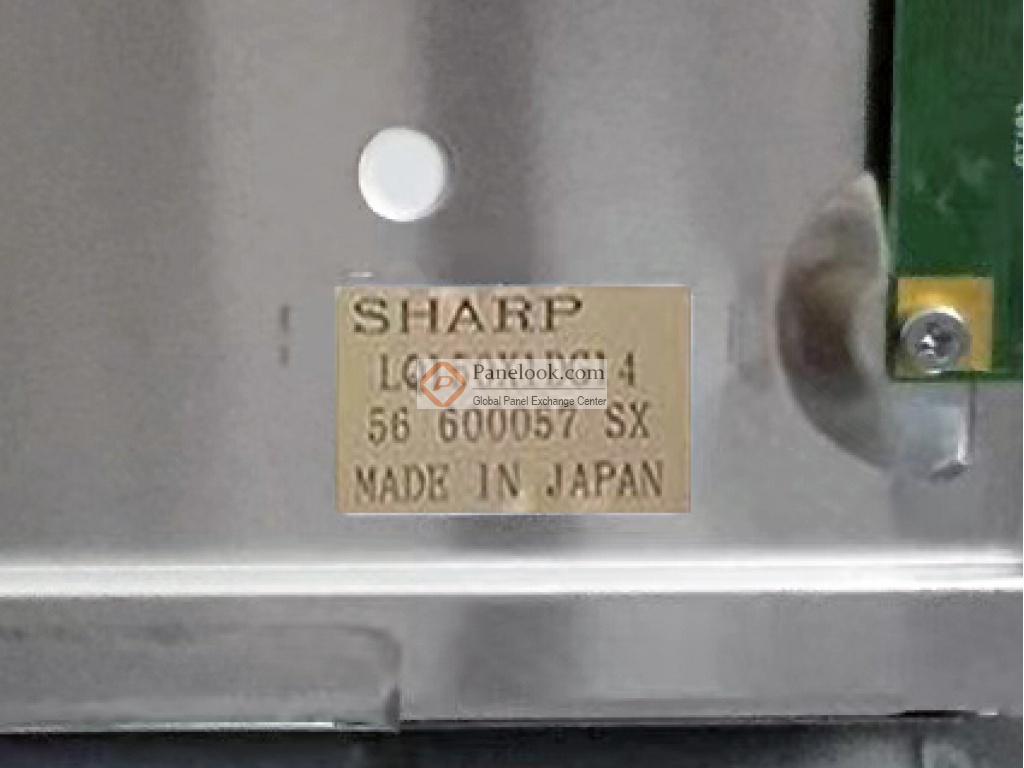 SHARP
Panelook.com
Global Panel Exchange Center
56 600057 SX
MADE IN JAPAN